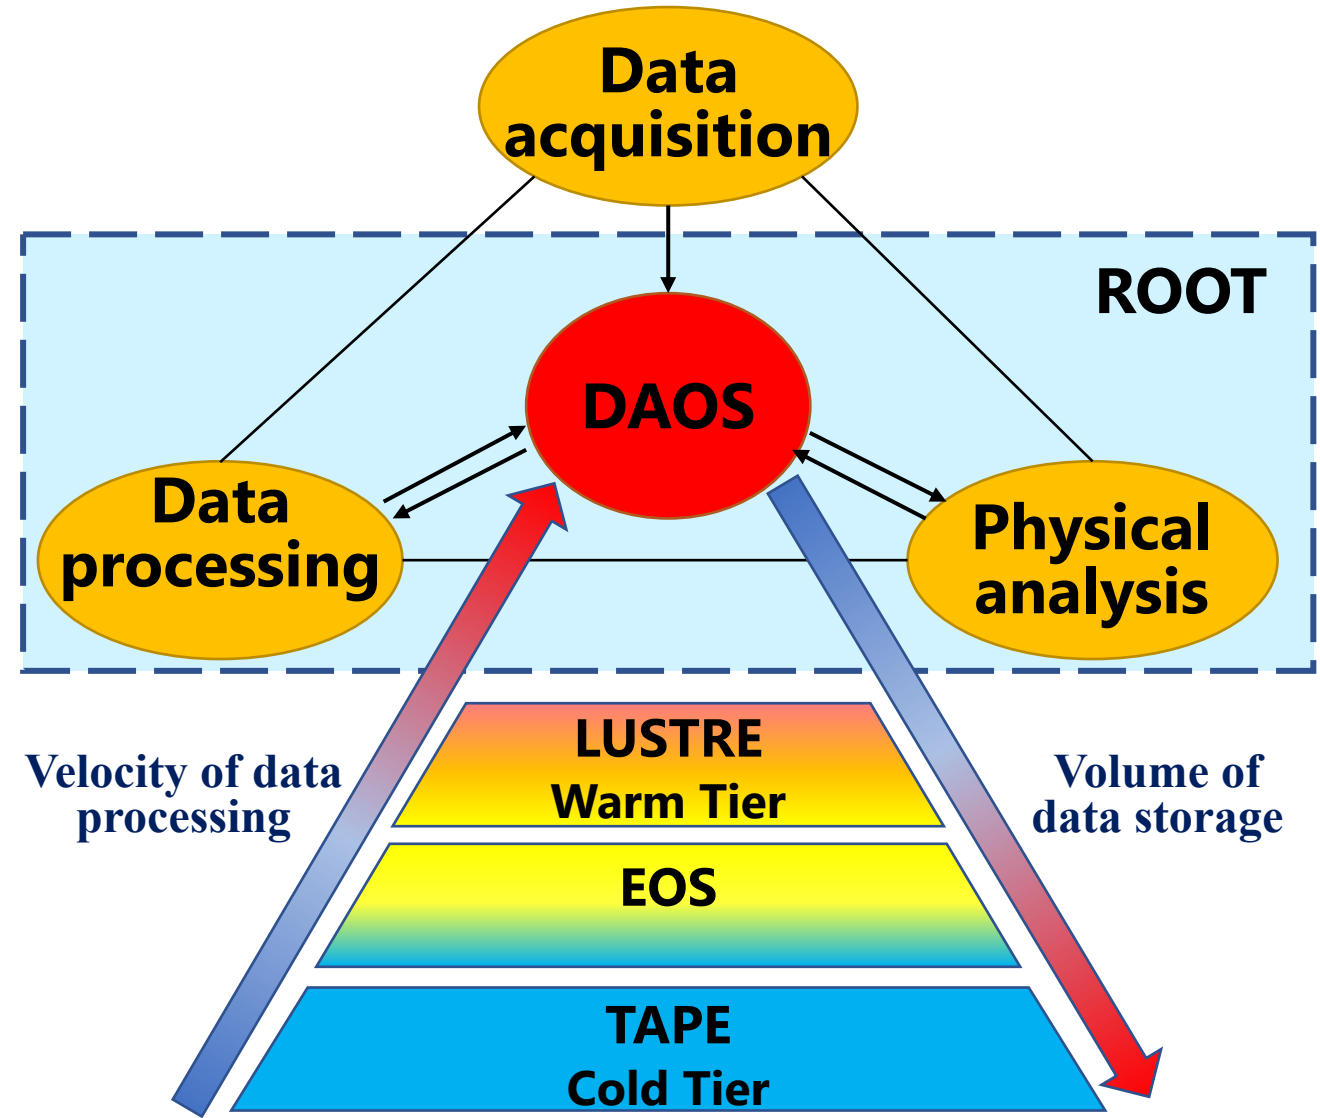 Data
acquisition
ROOT
DAOS
Data
processing
Physical
analysis
LUSTRE
Warm Tier
Velocity of data
processing
Volume of
data storage
EOS
TAPE
Cold Tier